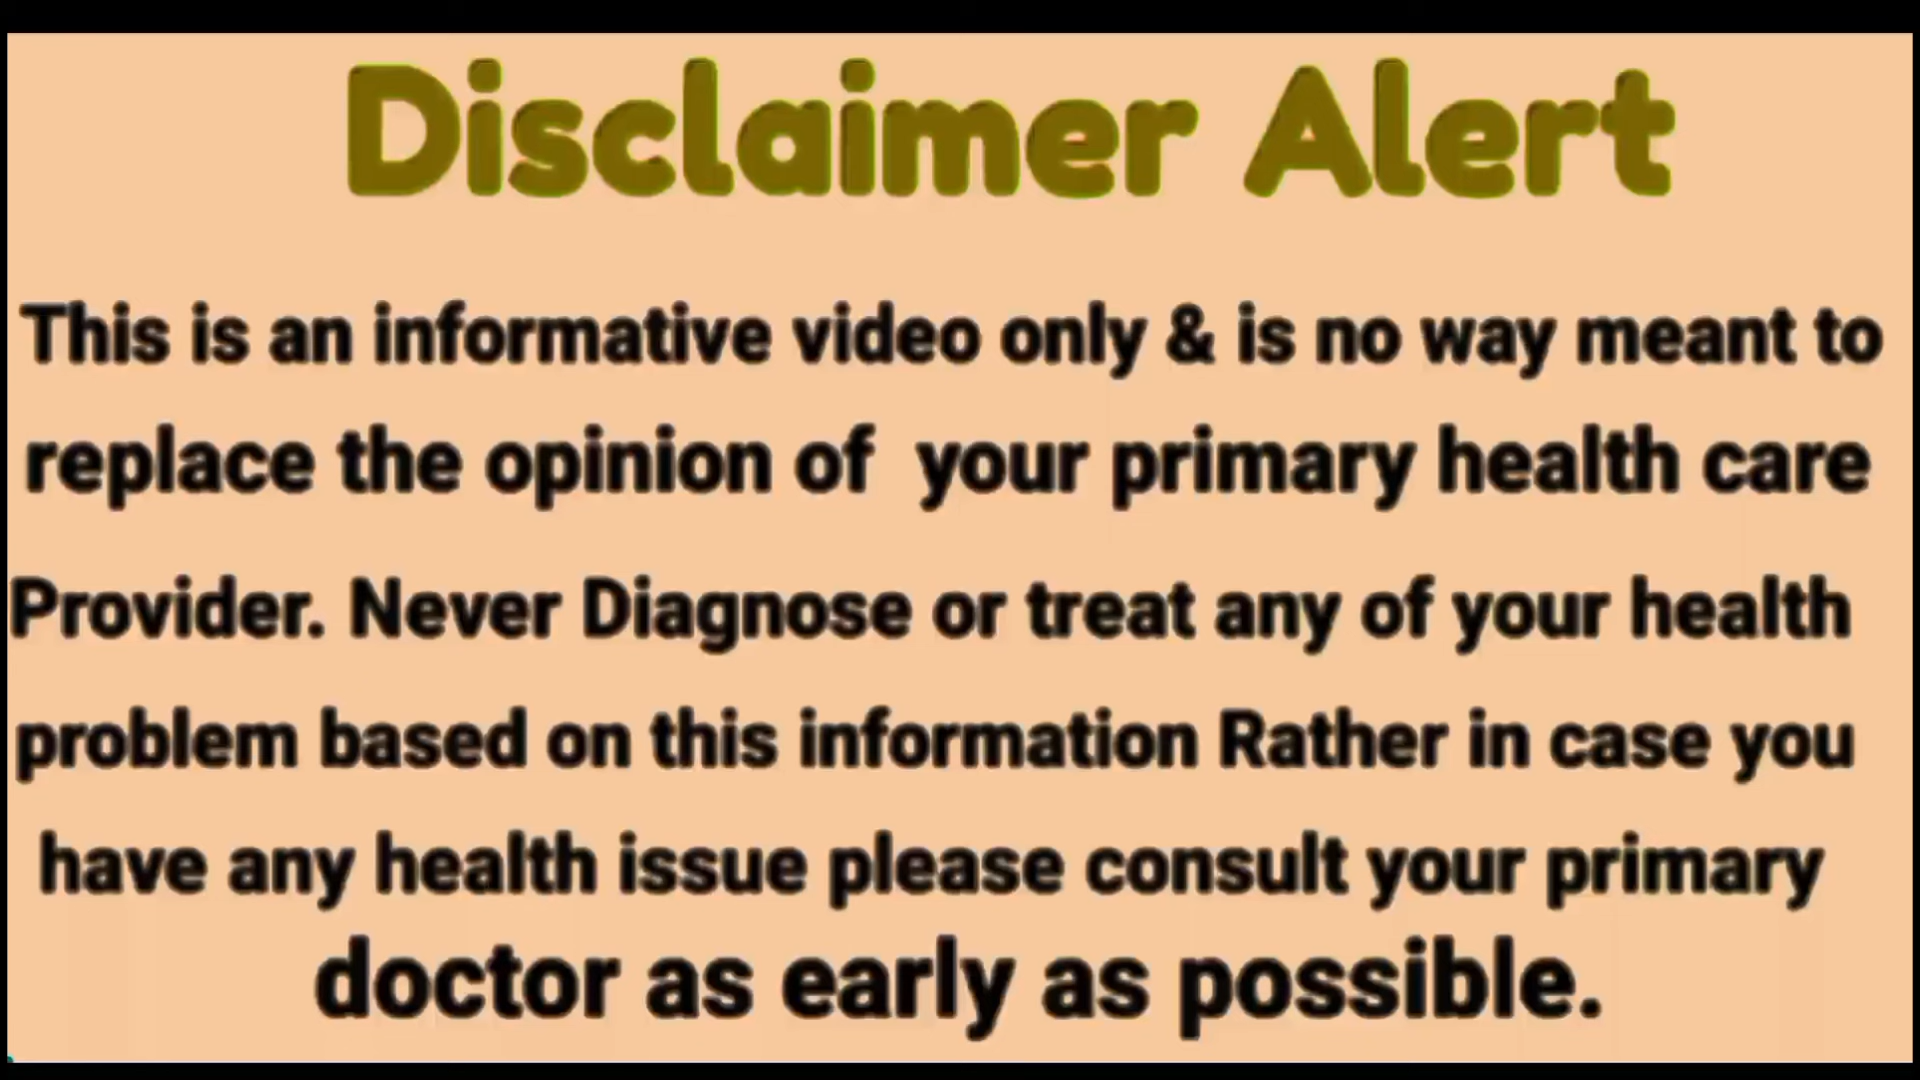 Disclaimer Alert
This is an informative video only & is no way meant to
replace the opinion of your primary health care
Provider. Never Diagnose or treat any of your health
problem based on this information Rather in case you
have any health issue please consult your primary
doctor as early as possible.